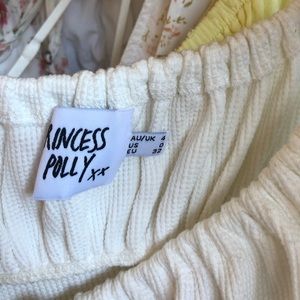 RINCESS
POLLY xx
AU/UK 4
US 0
EU 32